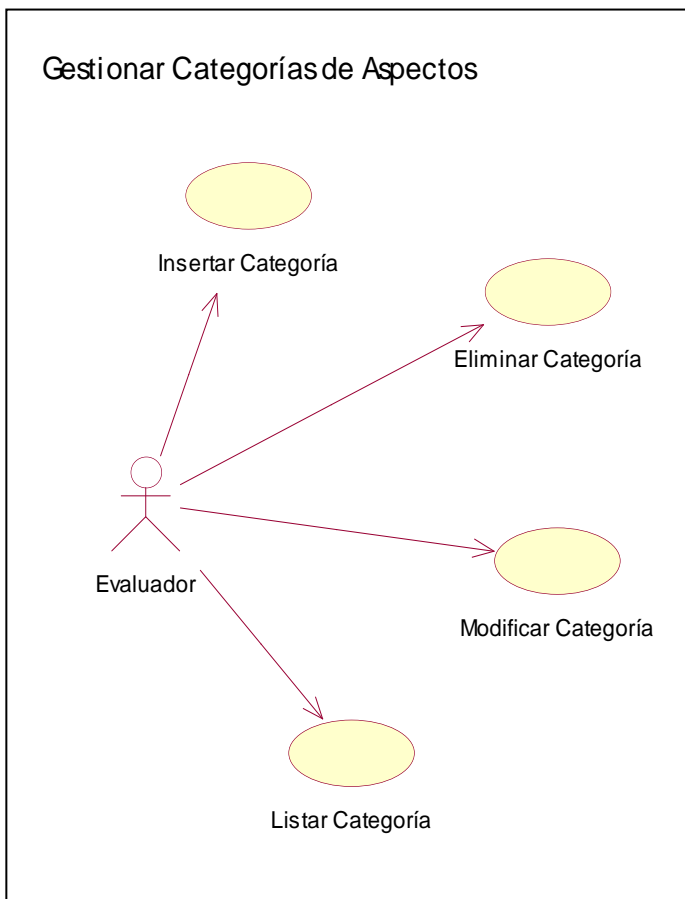 Gestionar Categorías de Aspectos
Insertar Categoría
Eliminar Categoría
Evaluador
Modificar Categoría
Listar Categoría